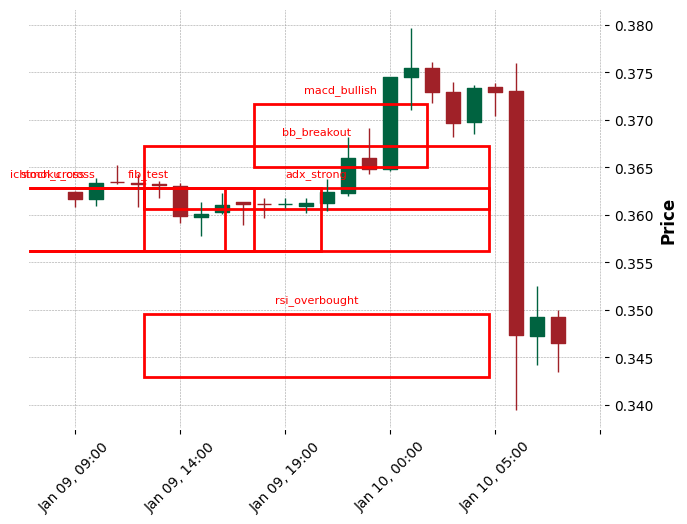 0.380
0.375
macd_bullish
0.370
bb_breakout
0.365
fib_test
adx_strong
0.360
Price
0.355
0.350
rsi_overbought
0.345
0.340
Jan 09, 09:00
Jan 09, 14:00
Jan 09, 19:00
Jan 10, 00:00
Jan 10, 05:00